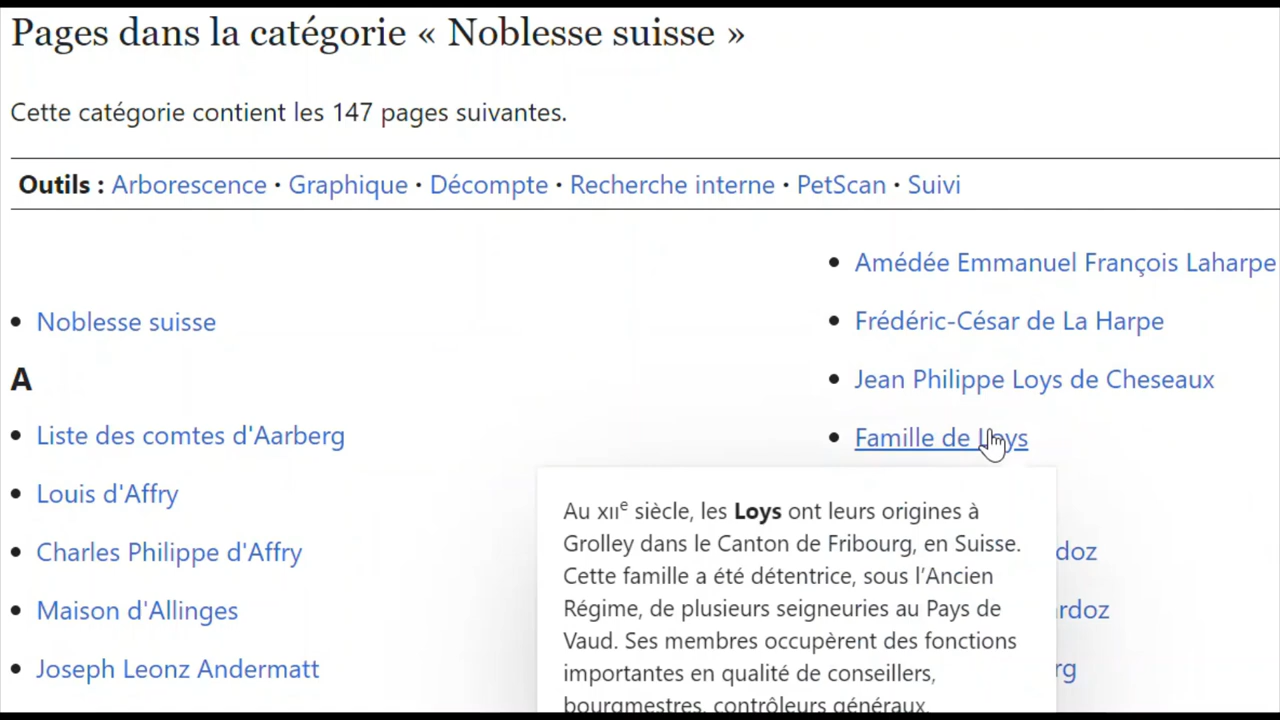 Pages dans la catégorie « Noblesse suisse »
Cette catégorie contient les 147 pages suivantes.
Outils : Arborescence • Graphique • Décompte • Recherche interne • PetScan • Suivi
• Noblesse suisse
A
• Liste des comtes d'Aarberg
• Louis d'Affry
• Charles Philippe d'Affry
• Maison d'Allinges
• Joseph Leonz Andermatt
• Amédée Emmanuel François Laharpe
• Frédéric-César de La Harpe
• Jean Philippe Loys de Cheseaux
• Famille de Loys
Au XIIe siècle, les Loys ont leurs origines à
Grolley dans le Canton de Fribourg, en Suisse.
Cette famille a été détentrice, sous l’Ancien
Régime, de plusieurs seigneuries au Pays de
Vaud. Ses membres occupèrent des fonctions
importantes en qualité de conseillers,
bourgmestres, contrôleurs généraux,